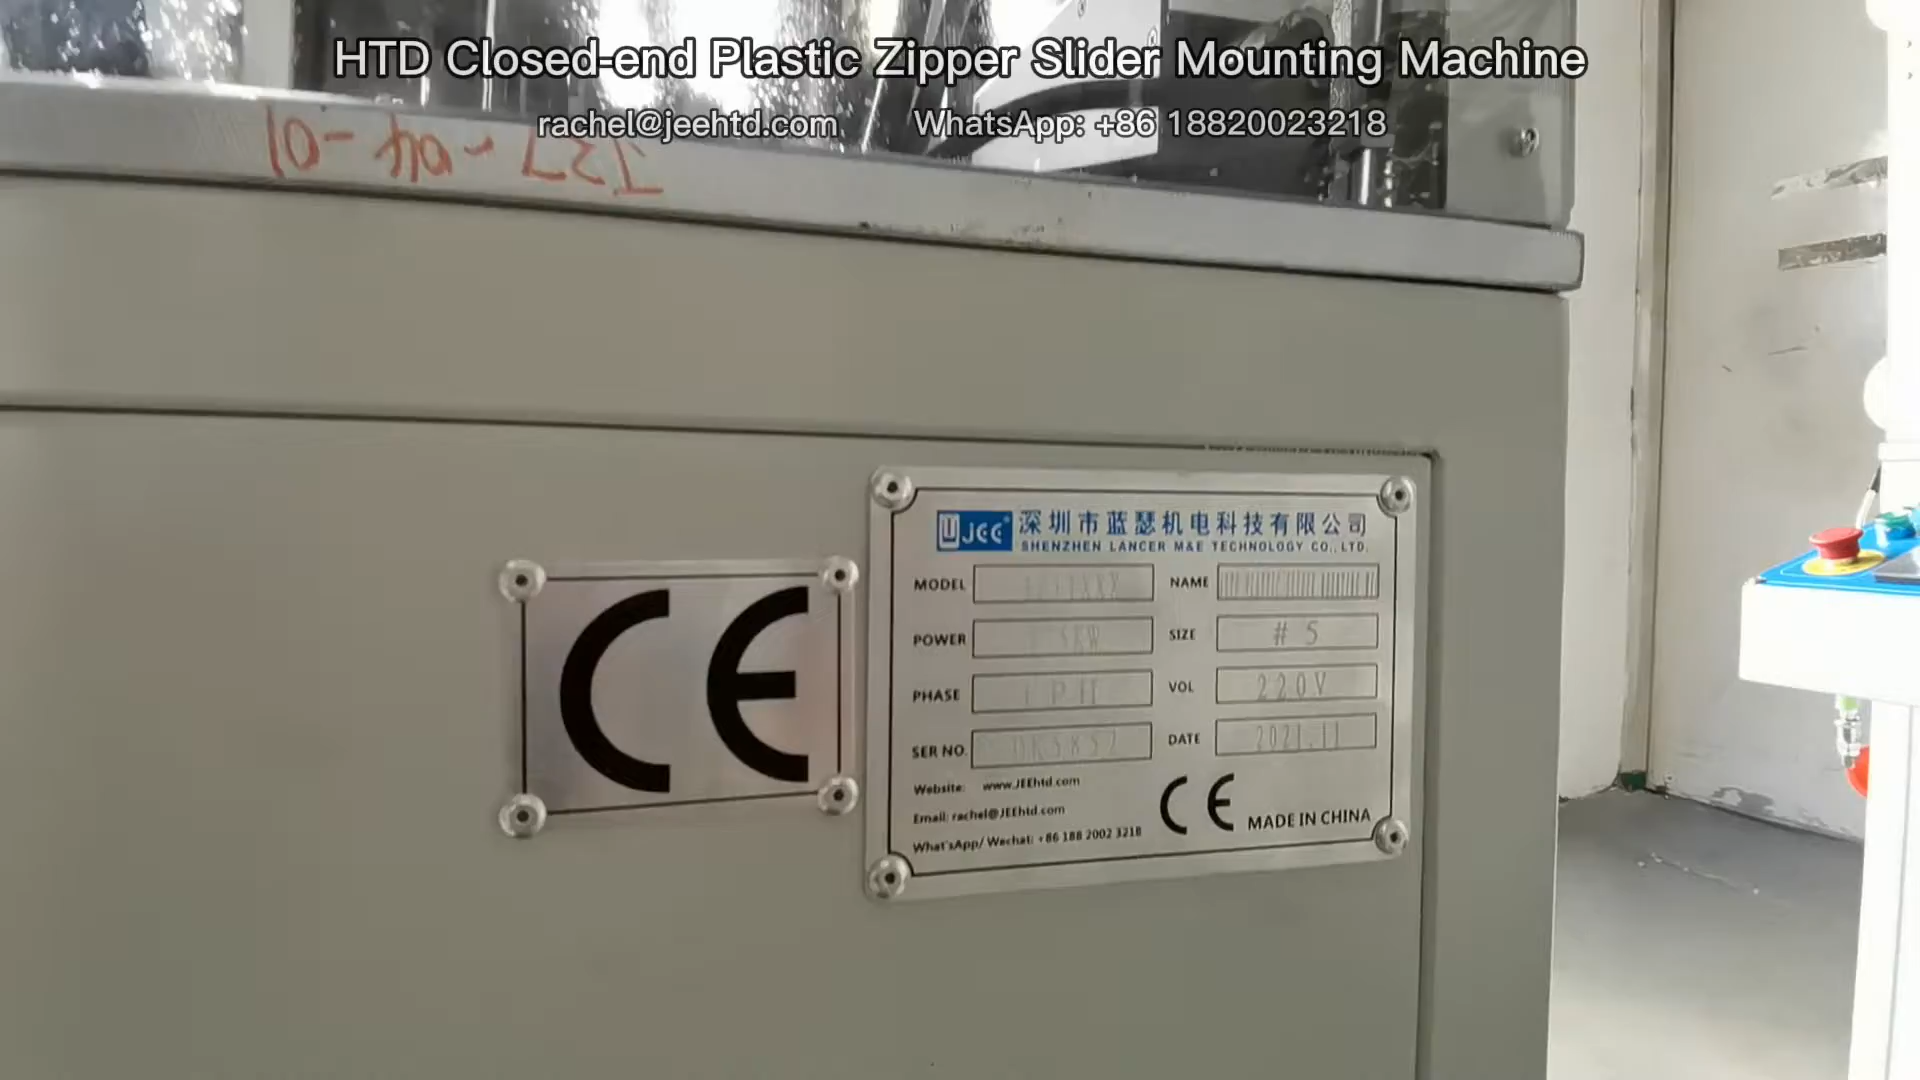 HTD Closed-end Plastic Zipper Slider Mounting Machine
rachel@jeehtd.com WhatsApp: +86 18820023218
JEE 深圳市蓝瑟机电科技有限公司
SHENZHEN LANCER M&E TECHNOLOGY CO.,LTD.
MODEL NAME
POWER SIZE # 5
PHASE 1PH VOL 220V
SER NO. DATE 2021.11
Website: www.JEEhtd.com
Email: rachel@JEEhtd.com
What'sApp/ Wechat: +86 188 2002 3218
CE MADE IN CHINA
CE